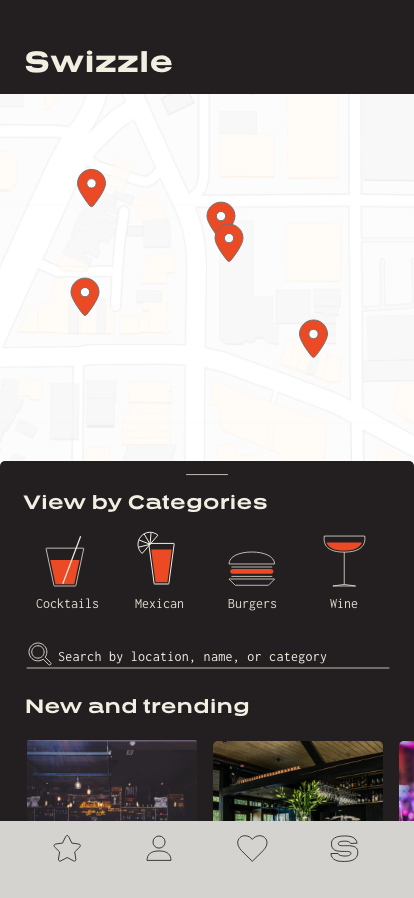 Swizzle
View by Categories
Cocktails Mexican Burgers Wine
Search by location, name, or category
New and trending
S